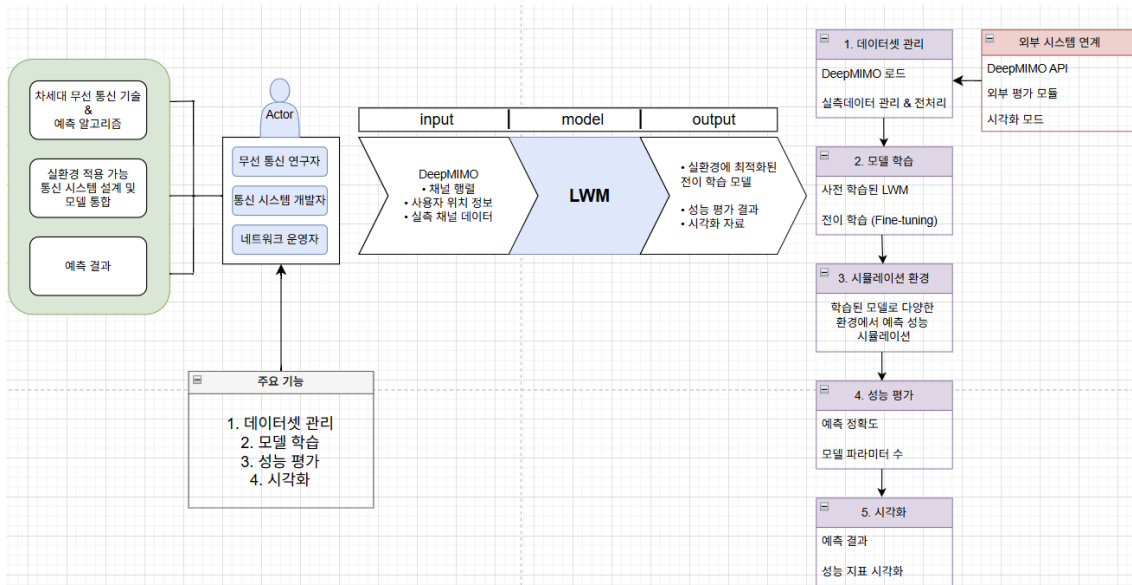 차세대 무선 통신 기술
&
예측 알고리즘
실환경 적용 가능
통신 시스템 설계 및
모델 통합
예측 결과
Actor
무선 통신 연구자
통신 시스템 개발자
네트워크 운영자
주요 기능
1. 데이터셋 관리
2. 모델 학습
3. 성능 평가
4. 시각화
input
model
output
DeepMIMO
• 채널 행렬
• 사용자 위치 정보
• 실측 채널 데이터
LWM
• 실환경에 최적화된
전이 학습 모델
• 성능 평가 결과
• 시각화 자료
1. 데이터셋 관리
DeepMIMO 로드
실측데이터 관리 & 전처리
외부 시스템 연계
DeepMIMO API
외부 평가 모듈
시각화 모드
2. 모델 학습
사전 학습된 LWM
전이 학습 (Fine-tuning)
3. 시뮬레이션 환경
학습된 모델로 다양한
환경에서 예측 성능
시뮬레이션
4. 성능 평가
예측 정확도
모델 파라미터 수
5. 시각화
예측 결과
성능 지표 시각화